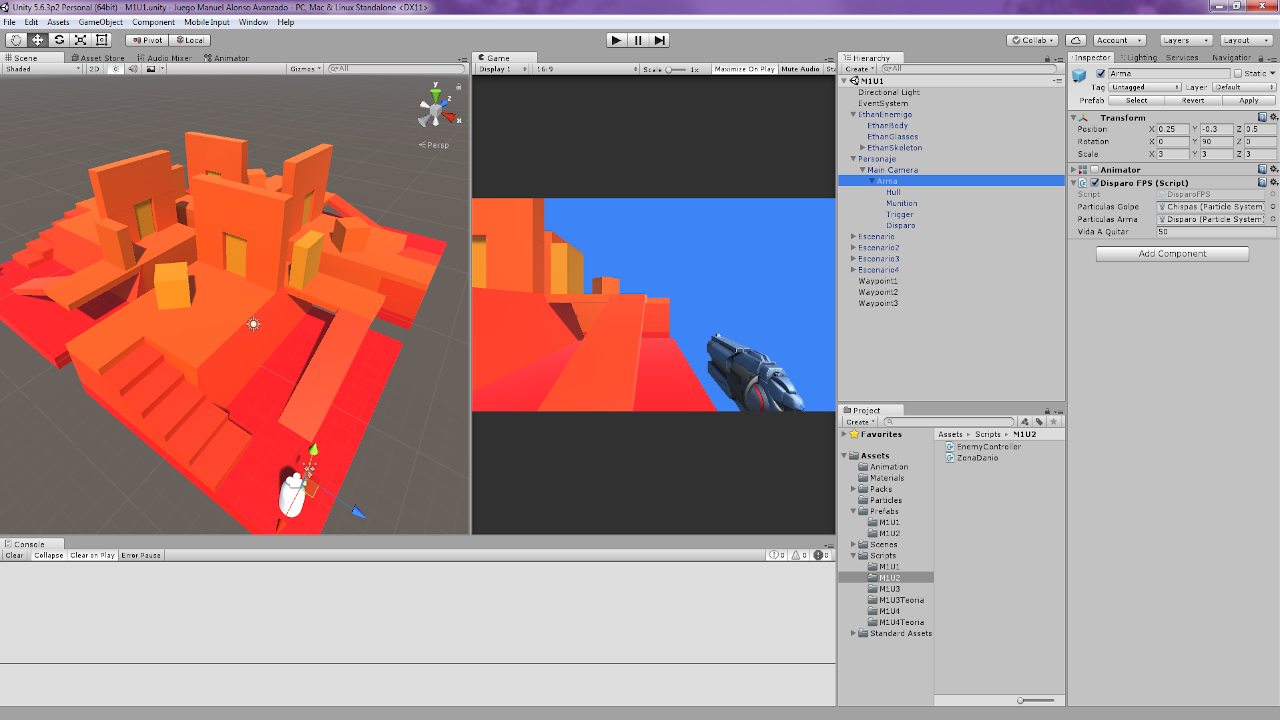 Unity 5.6.3p2 Personal (64bit) - M1U1.unity - Juego Manuel Alonso Avanzado - PC, Mac & Linux Standalone <DX11>
File Edit Assets GameObject Component Mobile Input Window Help
Pivot Local Collab Account Layers Layout
Scene Asset Store Audio Mixer Animator
Shaded 2D Gizmos All
Y
Z
X
Persp
Game
Display 1 16:9 Scale 1x Maximize On Play Mute Audio St
Hierarchy
Create All
M1U1
Directional Light
EventSystem
EthanEnemigo
EthanBody
EthanGlasses
EthanSkeleton
Personaje
Main Camera
Arma
Hull
Munition
Trigger
Disparo
Escenario
Escenario2
Escenario3
Escenario4
Waypoint1
Waypoint2
Waypoint3
Inspector Lighting Services Navigator
Arma Static
Tag Untagged Layer Default
Prefab Select Revert Apply
Transform
Position X 0.25 Y -0.3 Z 0.5
Rotation X 0 Y 90 Z 0
Scale X 3 Y 3 Z 3
Animator
Disparo FPS (Script)
Script DisparoFPS
Particulas Golpe Chispas (Particle System)
Particulas Arma Disparo (Particle System)
Vida A Quitar 50
Add Component
Project
Create
Favorites
Assets
Animation
Materials
Packs
Particles
Prefabs
M1U1
M1U2
Scenes
Scripts
M1U1
M1U2
M1U3
M1U3Teoria
M1U4
M1U4Teoria
Standard Assets
Assets Scripts M1U2
EnemyController
ZonaDanio
Console
Clear Collapse Clear on Play Error Pause 0 0 0